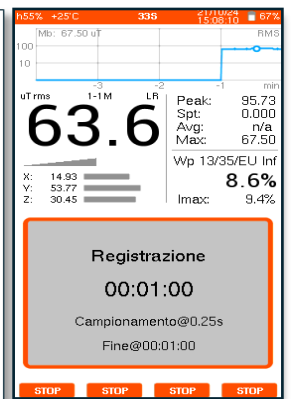 h55% +25°C 33S 21/10/24 15:08:10 67%
Mb: 67.50 uT RMS
100
10
-3 -2 -1 min
uT rms 1-1M LR
63.6
Peak: 95.73
Spt: 0.000
Avg: n/a
Max: 67.50
Wp 13/35/EU Inf
8.6%
Imax: 9.4%
X: 14.93
Y: 53.77
Z: 30.45
Registrazione
00:01:00
Campionamento@0.25s
Fine@00:01:00
STOP STOP STOP STOP